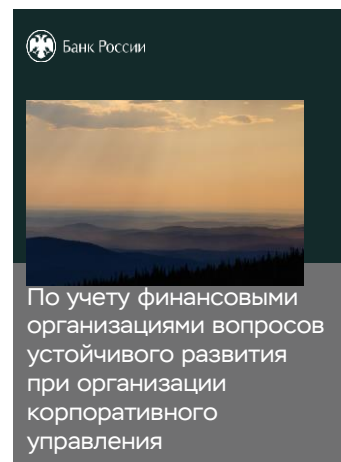 Банк России
По учету финансовыми
организациями вопросов
устойчивого развития
при организации
корпоративного
управления